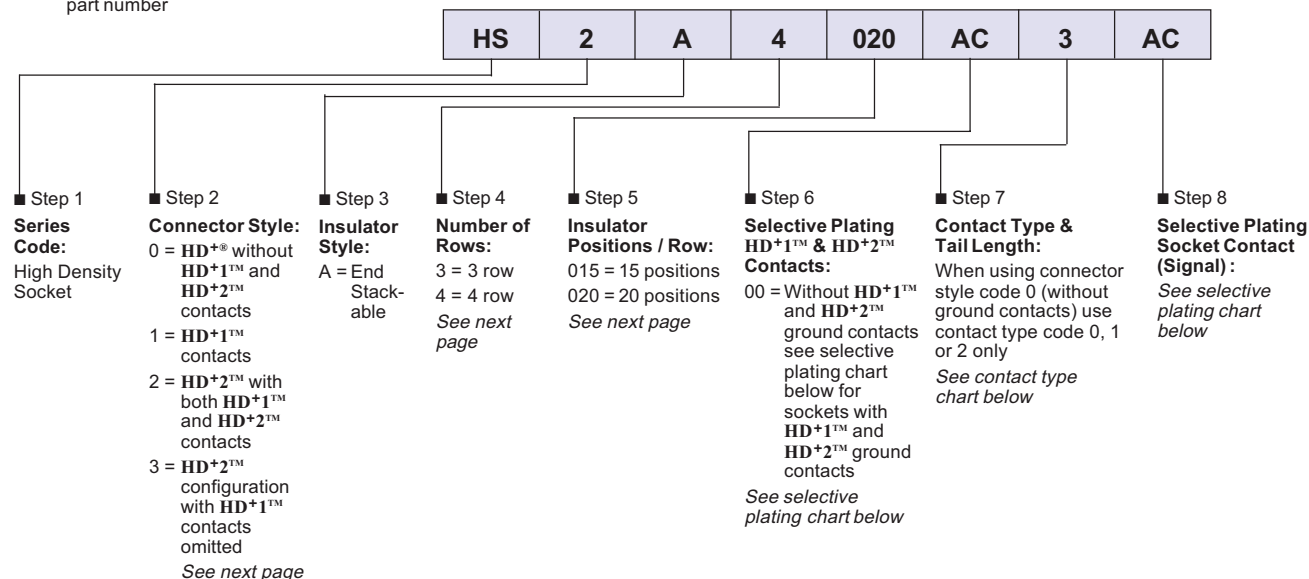 part number
HS 2 A 4 020 AC 3 AC
■ Step 1
Series
Code:
High Density
Socket
■ Step 2
Connector Style:
0 = HD+® without
HD+1™ and
HD+2™
contacts
1 = HD+1™
contacts
2 = HD+2™ with
both HD+1™
and HD+2™
contacts
3 = HD+2™
configuration
with HD+1™
contacts
omitted
See next page
■ Step 3
Insulator
Style:
A = End
Stack-
able
■ Step 4
Number of
Rows:
3 = 3 row
4 = 4 row
See next
page
■ Step 5
Insulator
Positions / Row:
015 = 15 positions
020 = 20 positions
See next page
■ Step 6
Selective Plating
HD+1™ & HD+2™
Contacts:
00 = Without HD+1™
and HD+2™
ground contacts
see selective
plating chart
below for
sockets with
HD+1™ and
HD+2™ ground
contacts
See selective
plating chart below
■ Step 7
Contact Type &
Tail Length:
When using connector
style code 0 (without
ground contacts) use
contact type code 0, 1
or 2 only
See contact type
chart below
■ Step 8
Selective Plating
Socket Contact
(Signal) :
See selective
plating chart
below